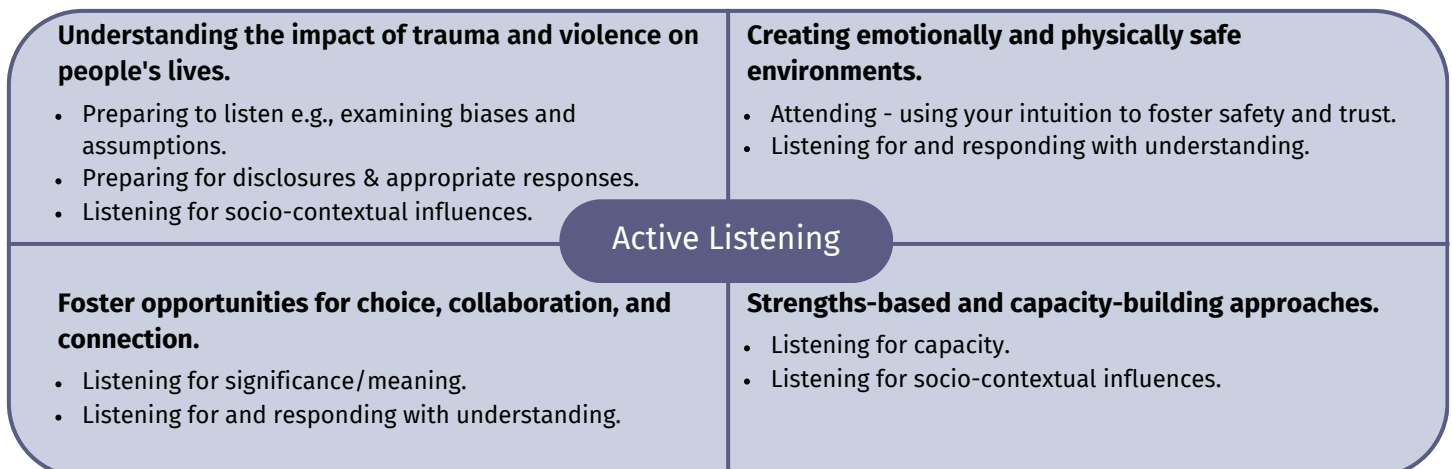 Understanding the impact of trauma and violence on
people's lives.
• Preparing to listen e.g., examining biases and
assumptions.
• Preparing for disclosures & appropriate responses.
• Listening for socio-contextual influences.
Creating emotionally and physically safe
environments.
• Attending - using your intuition to foster safety and trust.
• Listening for and responding with understanding.
Active Listening
Foster opportunities for choice, collaboration, and
connection.
• Listening for significance/meaning.
• Listening for and responding with understanding.
Strengths-based and capacity-building approaches.
• Listening for capacity.
• Listening for socio-contextual influences.